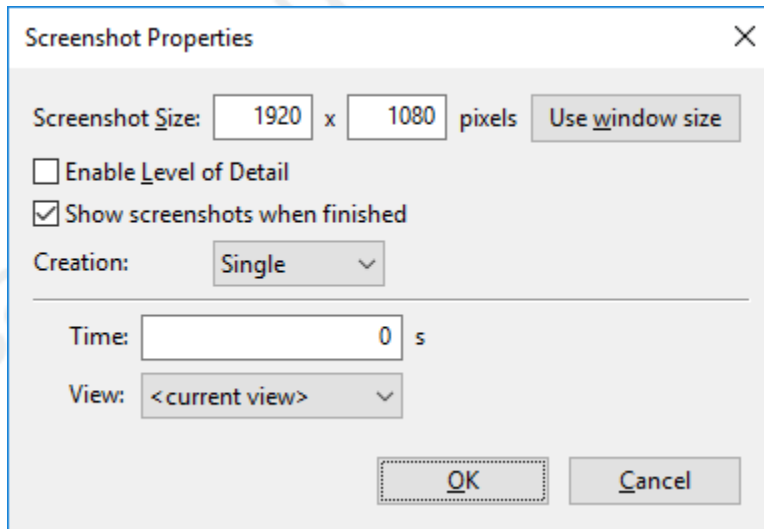 Screenshot Properties
Screenshot Size: 1920 x 1080 pixels Use window size
Enable Level of Detail
Show screenshots when finished
Creation: Single
Time: 0 s
View: <current view>
OK Cancel